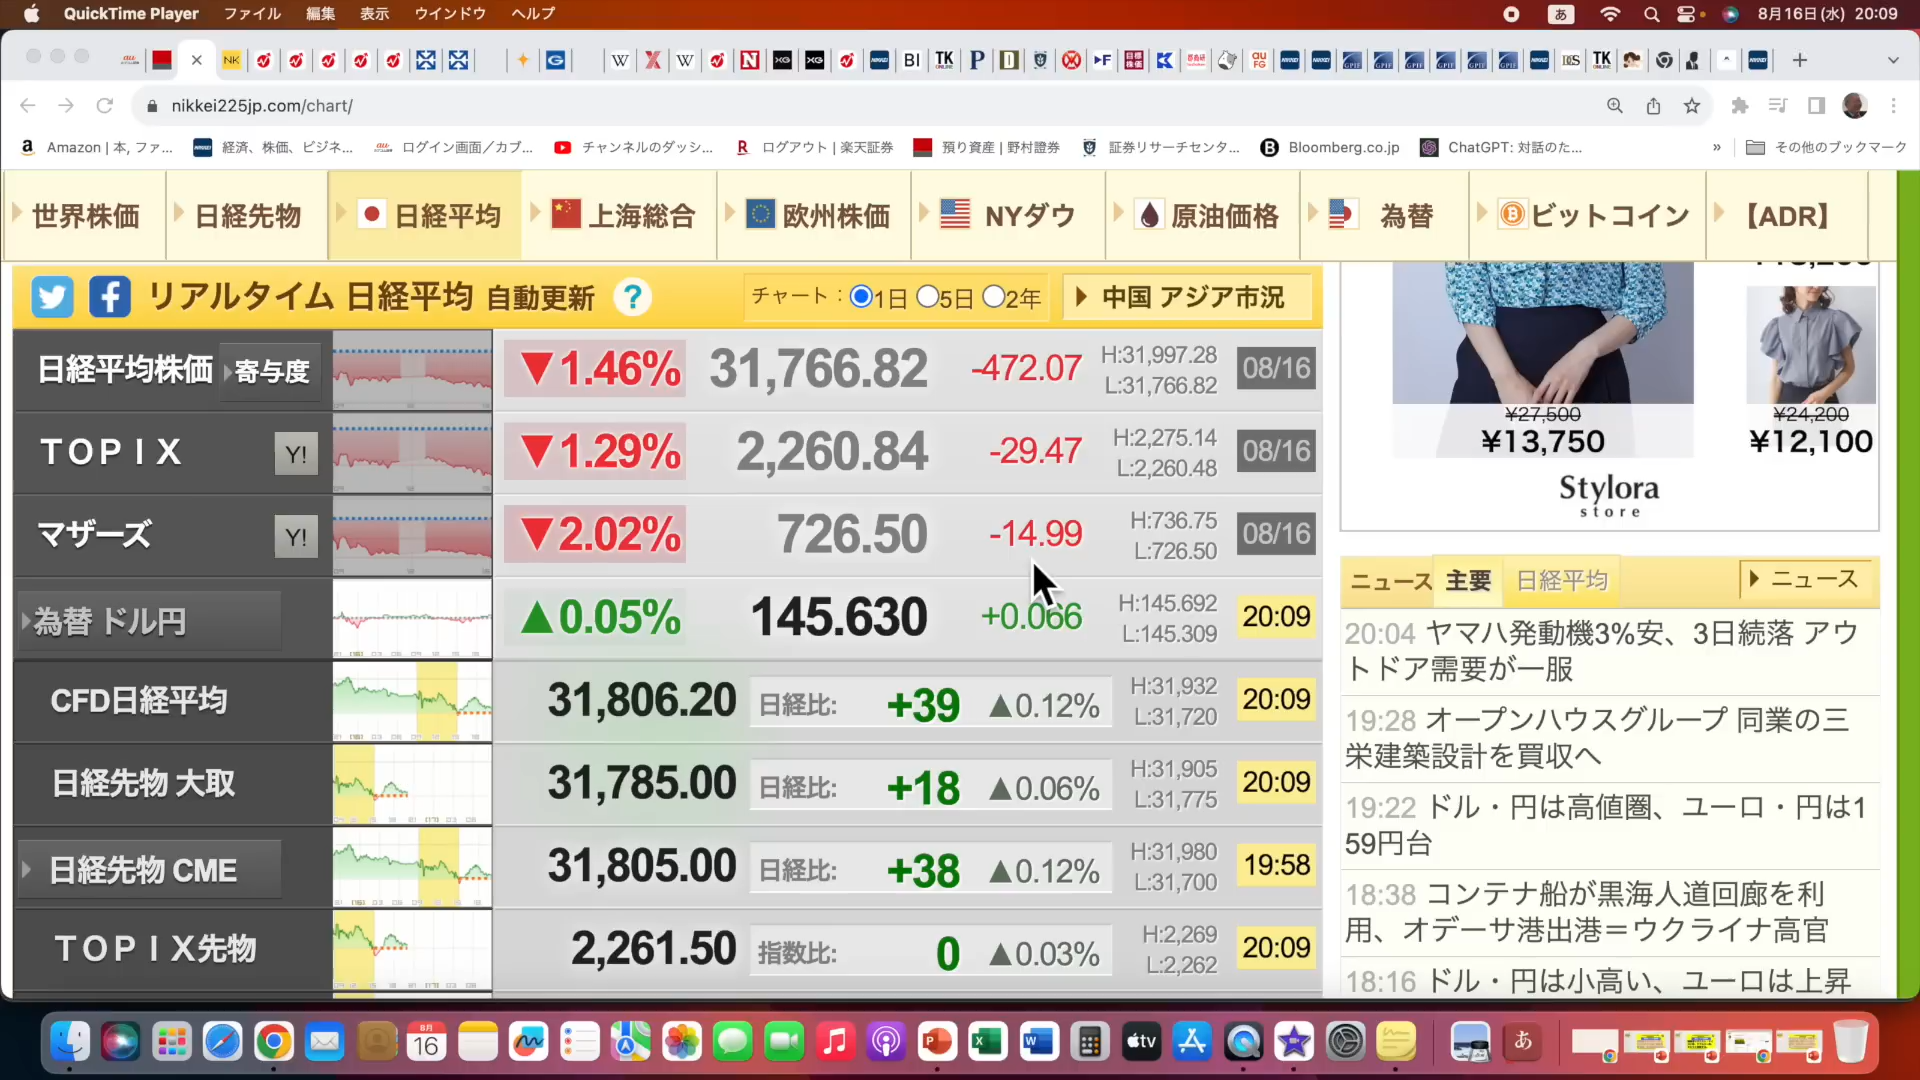 QuickTime Player ファイル 編集 表示 ウインドウ ヘルプ あ 8月16日(水) 20:09
nikkei225jp.com/chart/
Amazon | 本, ファ... 経済、株価、ビジネ... ログイン画面／カブ... チャンネルのダッシ... ログアウト | 楽天証券 預り資産 | 野村證券 証券リサーチセンタ... Bloomberg.co.jp ChatGPT: 対話のた... » その他のブックマーク
世界株価 日経先物 日経平均 上海総合 欧州株価 NYダウ 原油価格 為替 ビットコイン 【ADR】
リアルタイム 日経平均 自動更新 ? チャート：1日 5日 2年 中国 アジア市況
日経平均株価 寄与度 ▼1.46% 31,766.82 -472.07 H:31,997.28 L:31,766.82 08/16
ＴＯＰＩＸ Y! ▼1.29% 2,260.84 -29.47 H:2,275.14 L:2,260.48 08/16
マザーズ Y! ▼2.02% 726.50 -14.99 H:736.75 L:726.50 08/16
為替 ドル円 ▲0.05% 145.630 +0.066 H:145.692 L:145.309 20:09
CFD日経平均 31,806.20 日経比: +39 ▲0.12% H:31,932 L:31,720 20:09
日経先物 大取 31,785.00 日経比: +18 ▲0.06% H:31,905 L:31,775 20:09
日経先物 CME 31,805.00 日経比: +38 ▲0.12% H:31,980 L:31,700 19:58
ＴＯＰＩＸ先物 2,261.50 指数比: 0 ▲0.03% H:2,269 L:2,262 20:09
¥27,500
¥13,750
¥24,200
¥12,100
Stylora
store
ニュース 主要 日経平均 ニュース
20:04 ヤマハ発動機3%安、3日続落 アウ
トドア需要が一服
19:28 オープンハウスグループ 同業の三
栄建築設計を買収へ
19:22 ドル・円は高値圏、ユーロ・円は1
59円台
18:38 コンテナ船が黒海人道回廊を利
用、オデーサ港出港＝ウクライナ高官
18:16 ドル・円は小高い、ユーロは上昇
8月
16
tv
あ